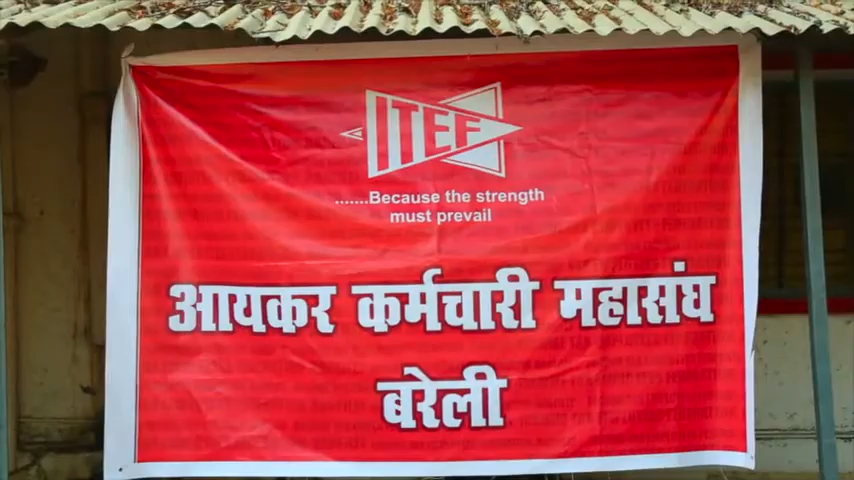 ITEF
.......Because the strength
must prevail
आयकर कर्मचारी महासंघ
बरेली